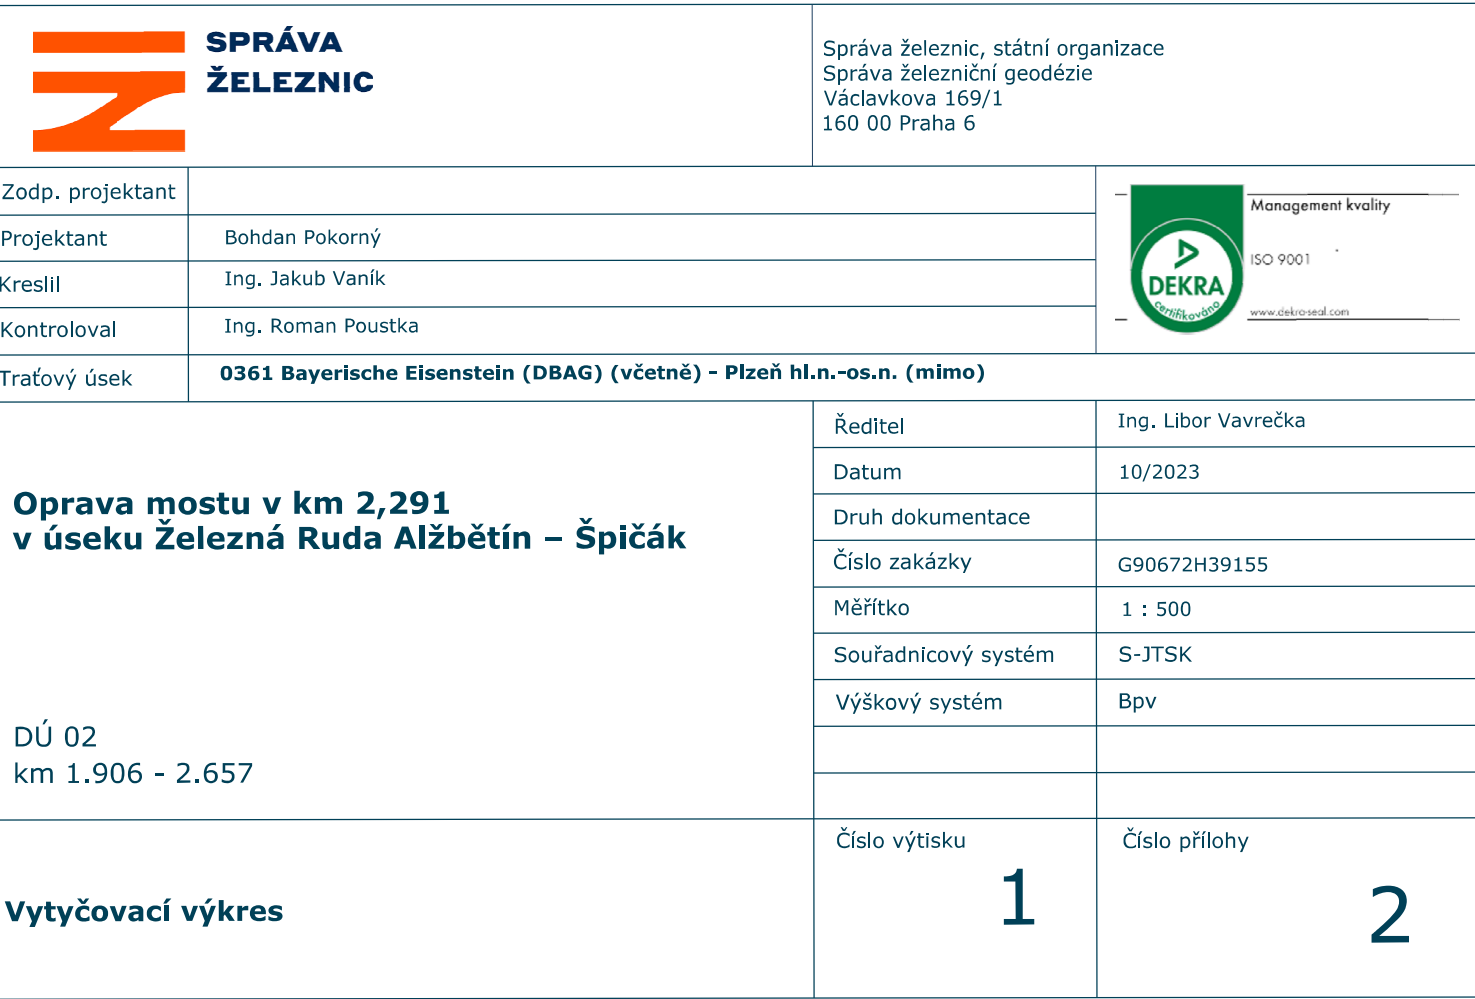 SPRÁVA
ŽELEZNIC
Správa železnic, státní organizace
Správa železniční geodézie
Václavkova 169/1
160 00 Praha 6
Zodp. projektant
Projektant Bohdan Pokorný
Kreslil Ing. Jakub Vaník
Kontroloval Ing. Roman Poustka
Management kvality
ISO 9001
DEKRA
certifikováno
www.dekra-seal.com
Traťový úsek 0361 Bayerische Eisenstein (DBAG) (včetně) - Plzeň hl.n.-os.n. (mimo)
Oprava mostu v km 2,291
v úseku Železná Ruda Alžbětín – Špičák
DÚ 02
km 1.906 - 2.657
Ředitel Ing. Libor Vavrečka
Datum 10/2023
Druh dokumentace
Číslo zakázky G90672H39155
Měřítko 1 : 500
Souřadnicový systém S-JTSK
Výškový systém Bpv
Vytyčovací výkres
Číslo výtisku
1
Číslo přílohy
2